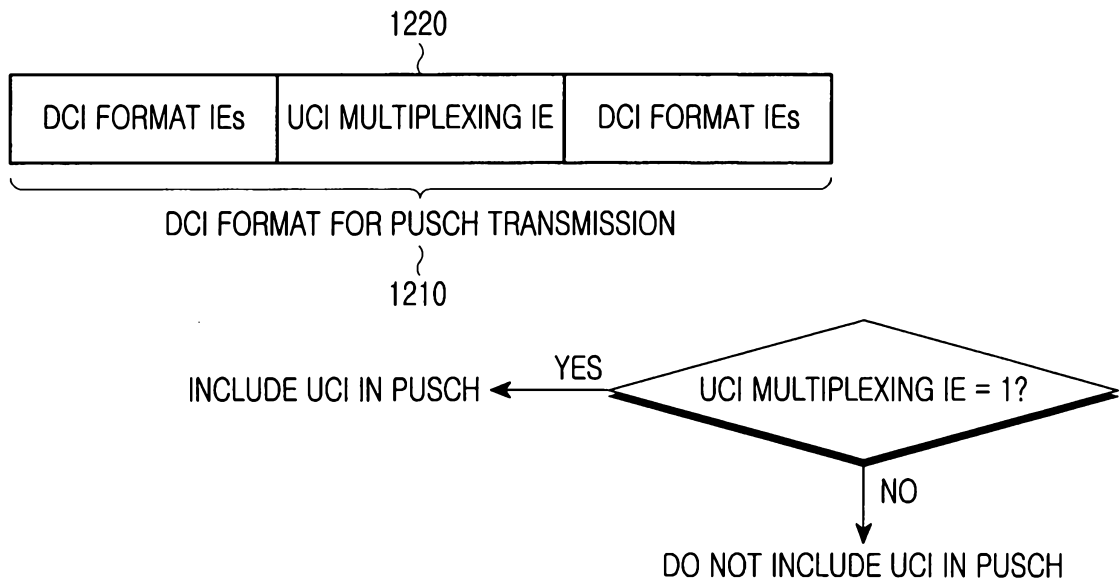 1220
DCI FORMAT IEs UCI MULTIPLEXING IE DCI FORMAT IEs
DCI FORMAT FOR PUSCH TRANSMISSION
1210
INCLUDE UCI IN PUSCH YES UCI MULTIPLEXING IE = 1?
NO
DO NOT INCLUDE UCI IN PUSCH